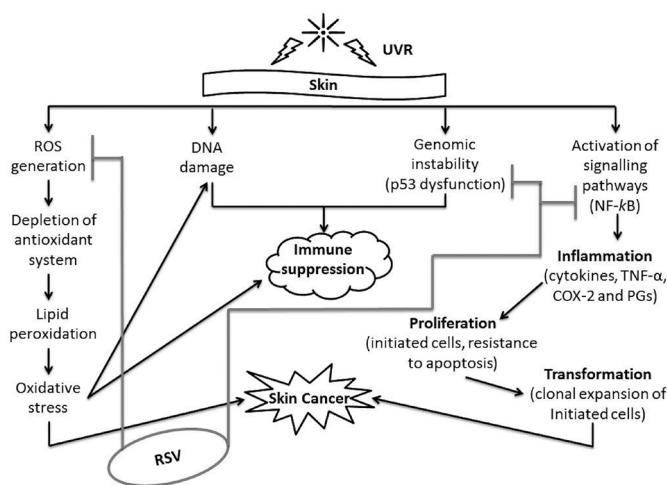 UVR
Skin
ROS
generation
DNA
damage
Genomic
instability
(p53 dysfunction)
Activation of
signalling
pathways
(NF-kB)
Depletion of
antioxidant
system
Immune
suppression
Inflammation
(cytokines, TNF-α,
COX-2 and PGs)
Lipid
peroxidation
Proliferation
(initiated cells, resistance
to apoptosis)
Oxidative
stress
Skin Cancer
Transformation
(clonal expansion of
Initiated cells)
RSV